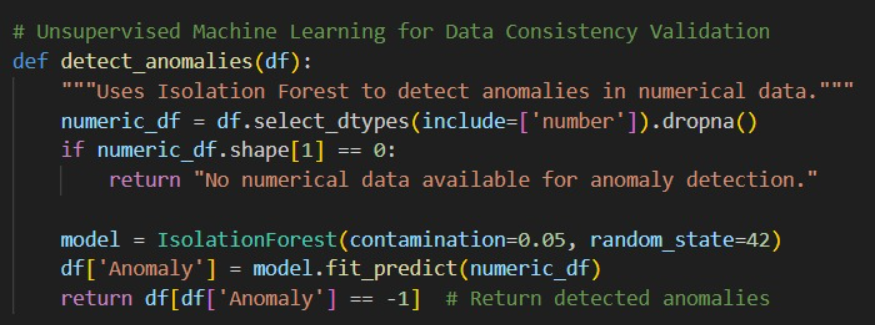 # Unsupervised Machine Learning for Data Consistency Validation
def detect_anomalies(df):
    """Uses Isolation Forest to detect anomalies in numerical data."""
    numeric_df = df.select_dtypes(include=['number']).dropna()
    if numeric_df.shape[1] == 0:
        return "No numerical data available for anomaly detection."

    model = IsolationForest(contamination=0.05, random_state=42)
    df['Anomaly'] = model.fit_predict(numeric_df)
    return df[df['Anomaly'] == -1]  # Return detected anomalies